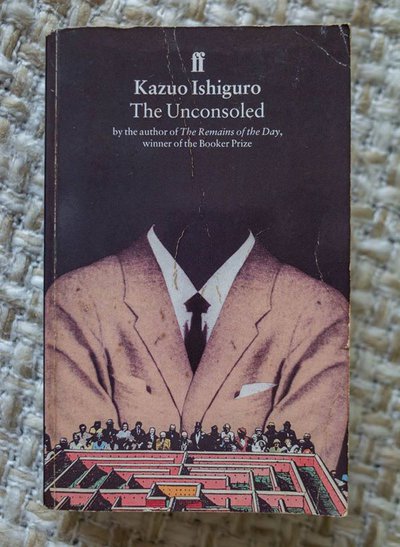 ff
Kazuo Ishiguro
The Unconsoled
by the author of The Remains of the Day,
winner of the Booker Prize